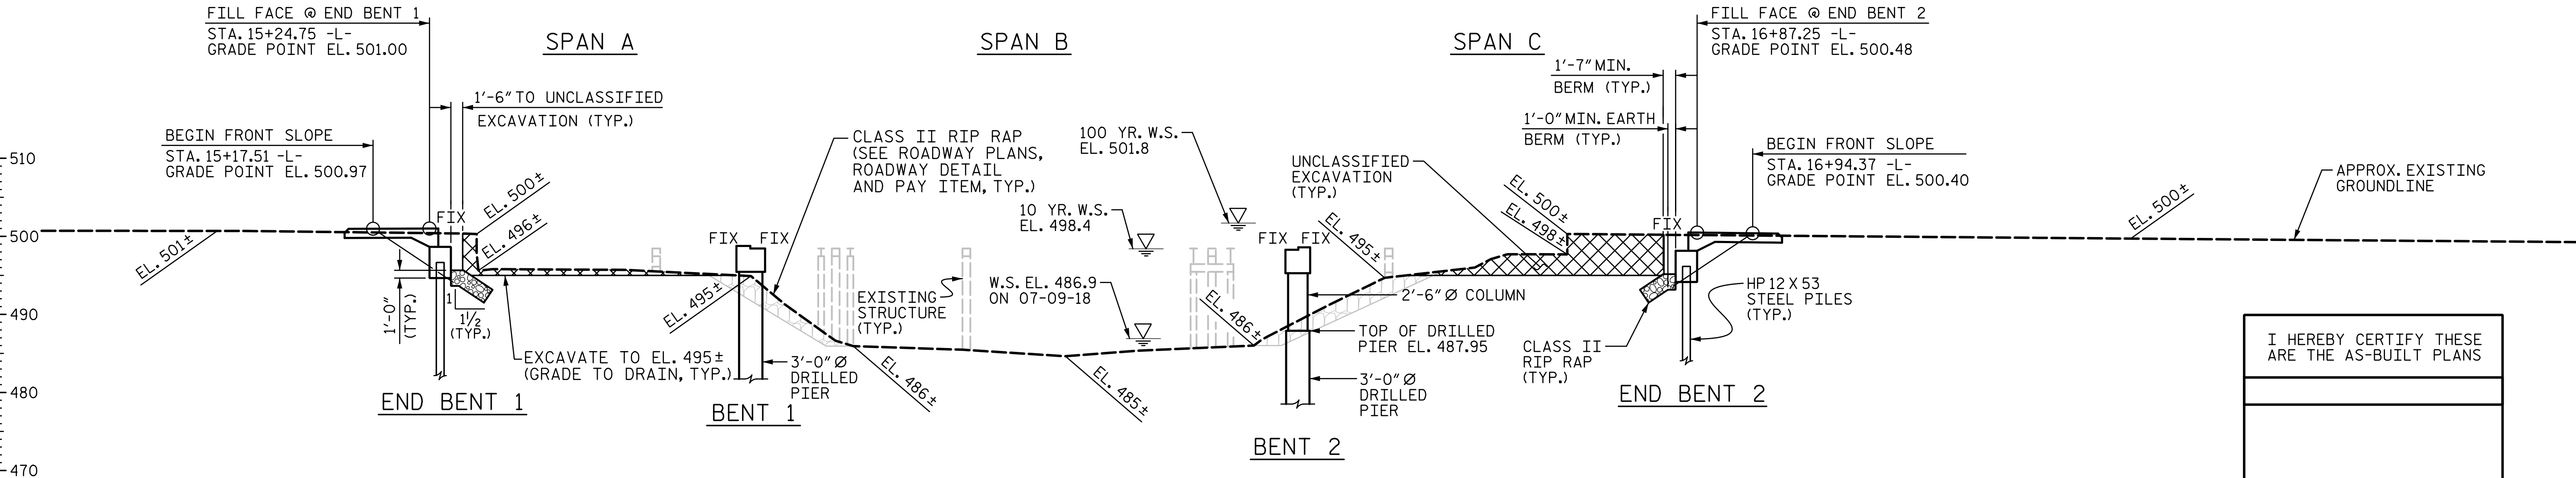 FILL FACE @ END BENT 1
STA. 15+24.75 -L-
GRADE POINT EL. 501.00
SPAN A
SPAN B
SPAN C
FILL FACE @ END BENT 2
STA. 16+87.25 -L-
GRADE POINT EL. 500.48
1'-7" MIN.
BERM (TYP.)
1'-6" TO UNCLASSIFIED
EXCAVATION (TYP.)
1'-0" MIN. EARTH
BERM (TYP.)
BEGIN FRONT SLOPE
STA. 15+17.51 -L-
GRADE POINT EL. 500.97
CLASS II RIP RAP
(SEE ROADWAY PLANS,
ROADWAY DETAIL
AND PAY ITEM, TYP.)
100 YR. W.S.
EL. 501.8
UNCLASSIFIED
EXCAVATION
(TYP.)
BEGIN FRONT SLOPE
STA. 16+94.37 -L-
GRADE POINT EL. 500.40
APPROX. EXISTING
GROUNDLINE
510
500
490
480
470
EL. 501±
FIX
EL. 500±
EL. 496±
10 YR. W.S.
EL. 498.4
FIX FIX
FIX FIX
EL. 495±
EL. 500±
EL. 498±
FIX
EL. 500±
1'-0"
(TYP.)
1
1½
(TYP.)
EL. 495±
EXISTING
STRUCTURE
(TYP.)
W.S. EL. 486.9
ON 07-09-18
EL. 486±
2'-6" Ø COLUMN
HP 12 X 53
STEEL PILES
(TYP.)
TOP OF DRILLED
PIER EL. 487.95
CLASS II
RIP RAP
(TYP.)
EXCAVATE TO EL. 495±
(GRADE TO DRAIN, TYP.)
3'-0" Ø
DRILLED
PIER
EL. 486±
EL. 485±
3'-0" Ø
DRILLED
PIER
END BENT 1
BENT 1
BENT 2
END BENT 2
I HEREBY CERTIFY THESE
ARE THE AS-BUILT PLANS